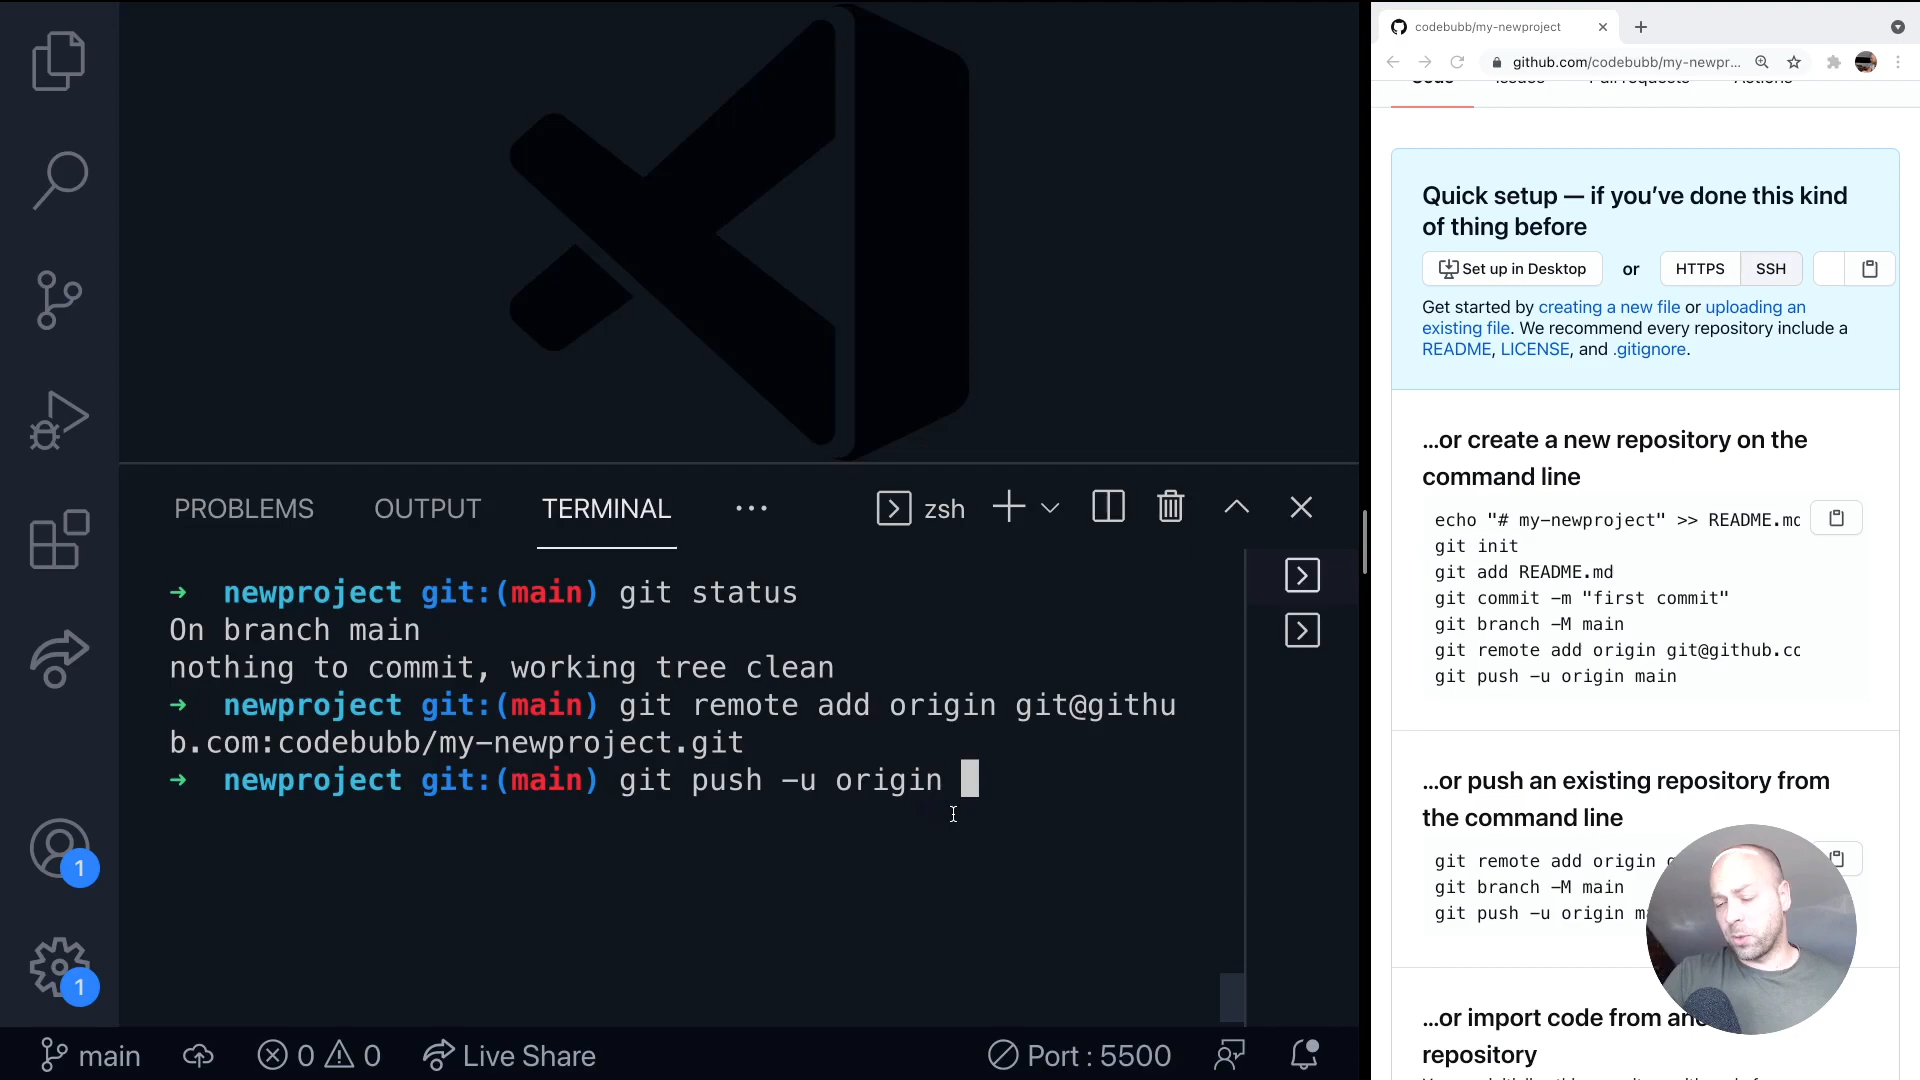 PROBLEMS OUTPUT TERMINAL ... zsh
➜ newproject git:(main) git status
On branch main
nothing to commit, working tree clean
➜ newproject git:(main) git remote add origin git@githu
b.com:codebubb/my-newproject.git
➜ newproject git:(main) git push -u origin
1
1
main 0 0 Live Share Port : 5500
codebubb/my-newproject
github.com/codebubb/my-newpr...
Code Issues Pull requests Actions
Quick setup — if you’ve done this kind
of thing before
Set up in Desktop or HTTPS SSH
Get started by creating a new file or uploading an
existing file. We recommend every repository include a
README, LICENSE, and .gitignore.
…or create a new repository on the
command line
echo "# my-newproject" >> README.md
git init
git add README.md
git commit -m "first commit"
git branch -M main
git remote add origin git@github.co
git push -u origin main
…or push an existing repository from
the command line
git remote add origin
git branch -M main
git push -u origin
…or import code from
repository